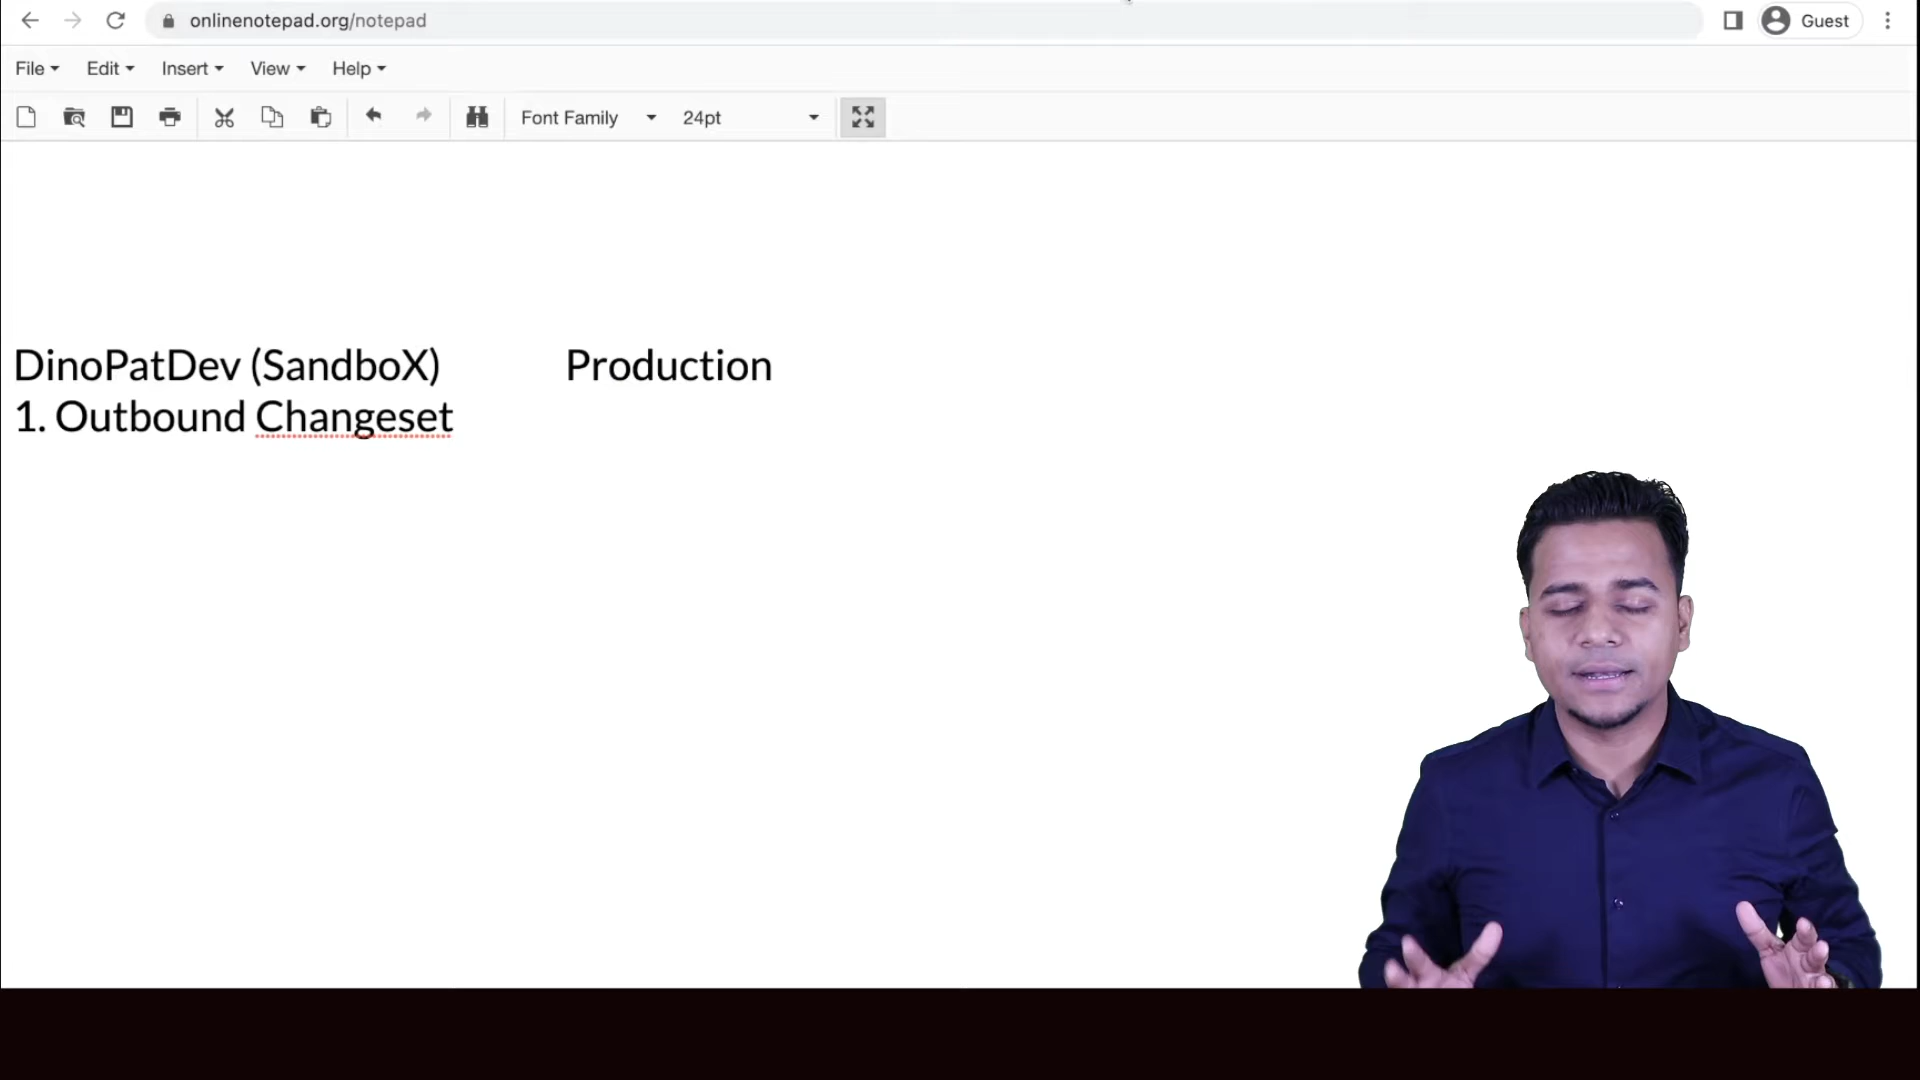 onlinenotepad.org/notepad
Guest
File Edit Insert View Help
Font Family 24pt
DinoPatDev (SandboX) Production
1. Outbound Changeset